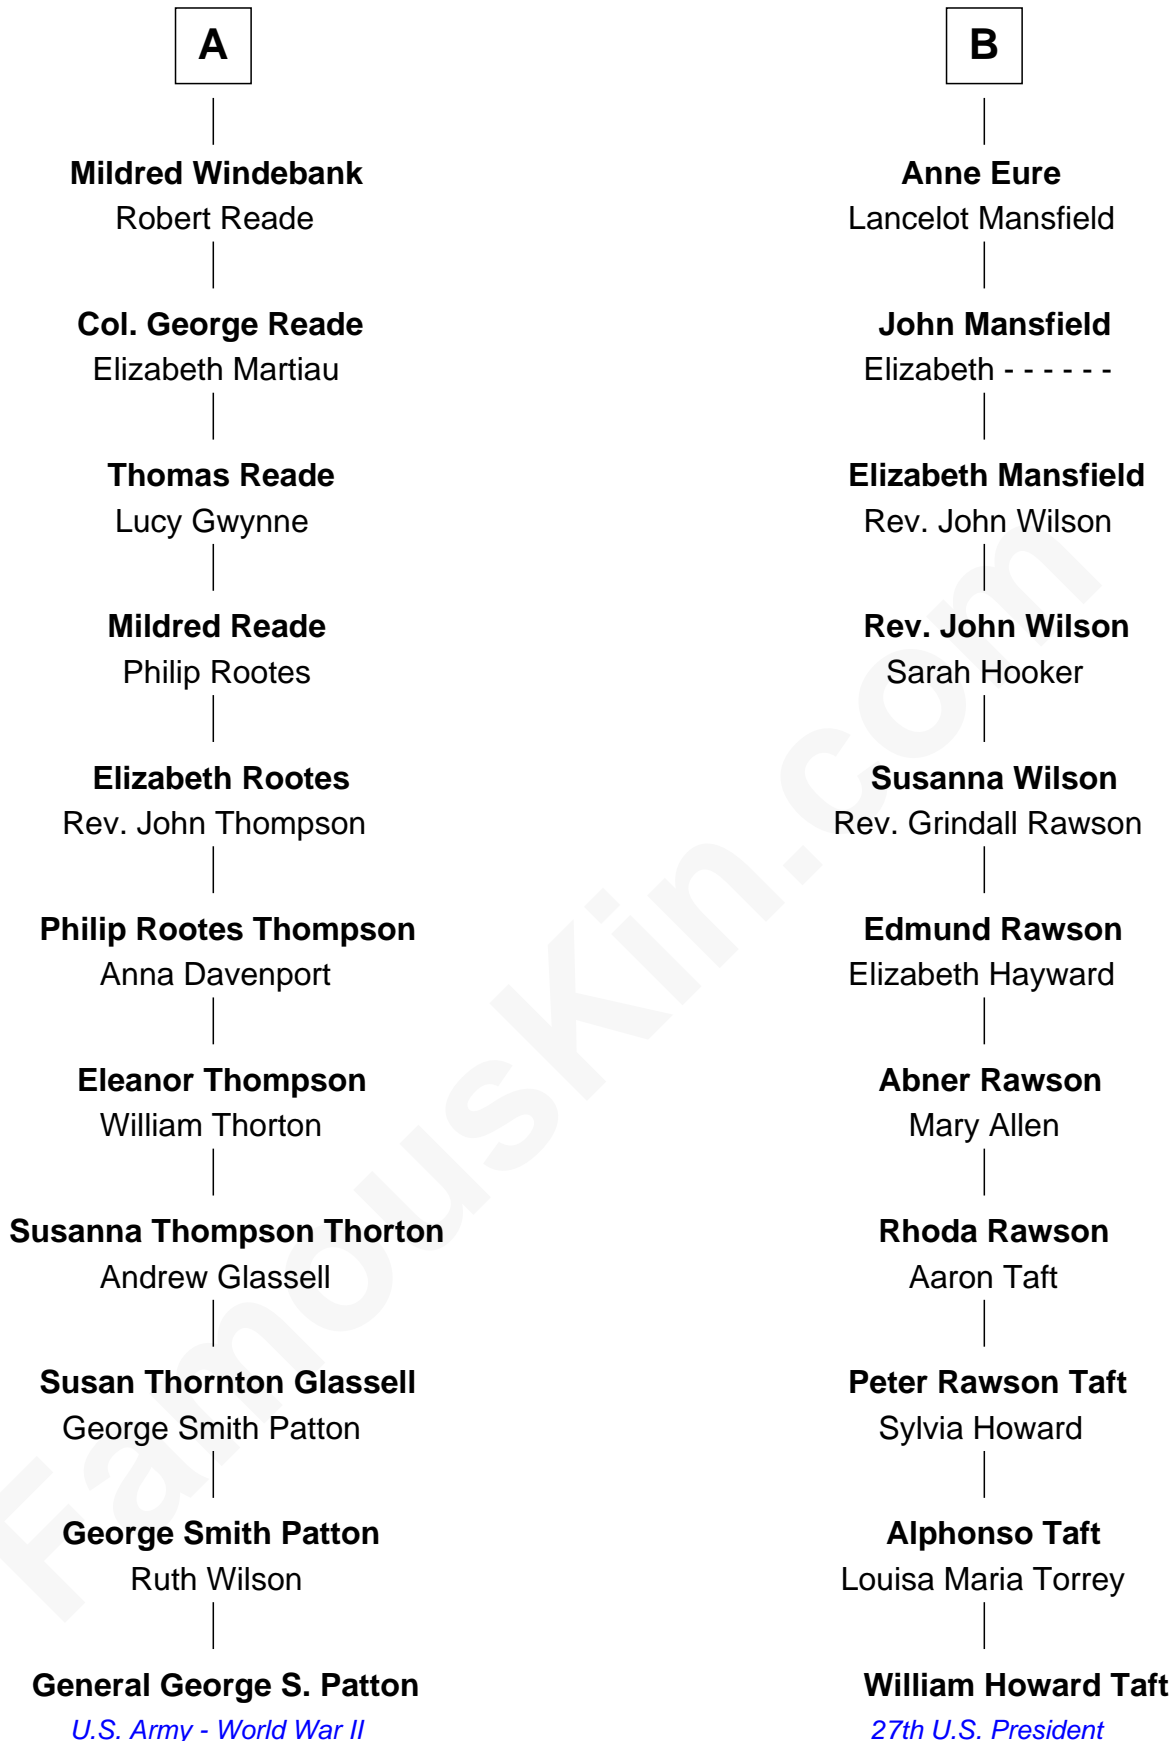 A
Mildred Windebank
Robert Reade
Col. George Reade
Elizabeth Martiau
Thomas Reade
Lucy Gwynne
Mildred Reade
Philip Rootes
Elizabeth Rootes
Rev. John Thompson
Philip Rootes Thompson
Anna Davenport
Eleanor Thompson
William Thorton
Susanna Thompson Thorton
Andrew Glassell
Susan Thornton Glassell
George Smith Patton
George Smith Patton
Ruth Wilson
General George S. Patton
U.S. Army - World War II
B
Anne Eure
Lancelot Mansfield
John Mansfield
Elizabeth - - - - - -
Elizabeth Mansfield
Rev. John Wilson
Rev. John Wilson
Sarah Hooker
Susanna Wilson
Rev. Grindall Rawson
Edmund Rawson
Elizabeth Hayward
Abner Rawson
Mary Allen
Rhoda Rawson
Aaron Taft
Peter Rawson Taft
Sylvia Howard
Alphonso Taft
Louisa Maria Torrey
William Howard Taft
27th U.S. President
FamousKin.com